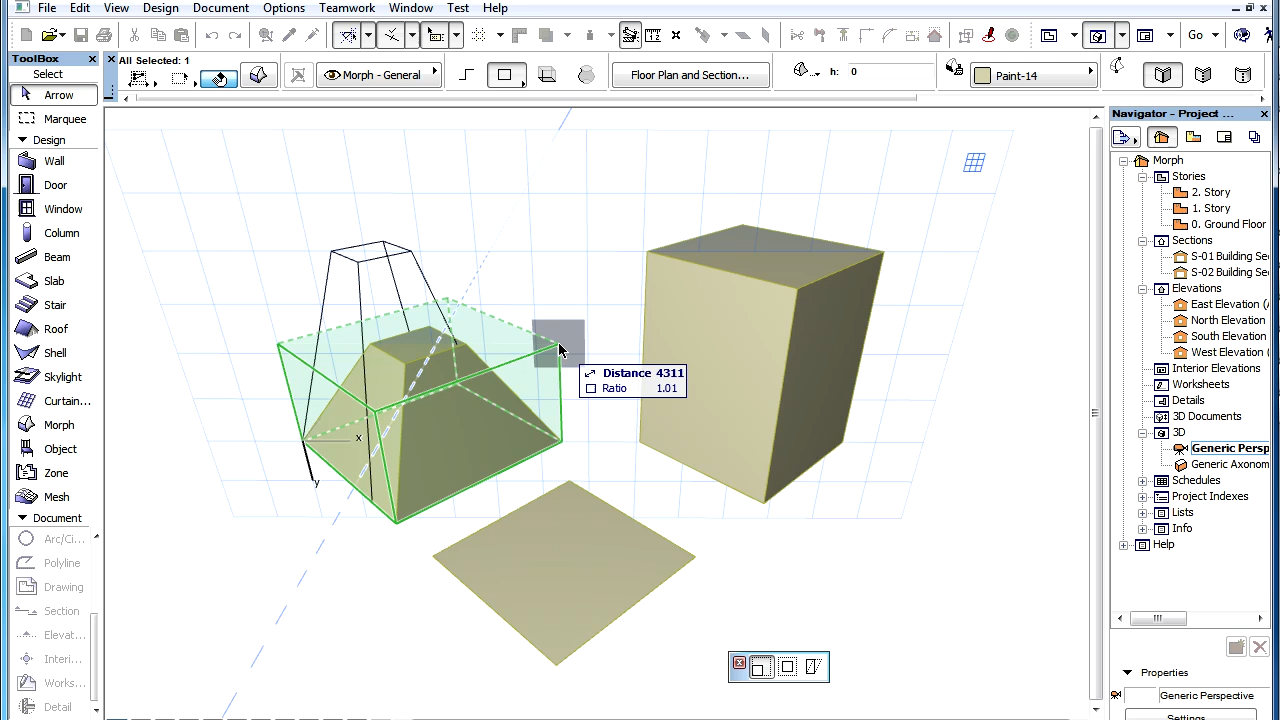 File Edit View Design Document Options Teamwork Window Test Help
Go
ToolBox
Select
Arrow
Marquee
Design
Wall
Door
Window
Column
Beam
Slab
Stair
Roof
Shell
Skylight
Curtain...
Morph
Object
Zone
Mesh
Document
Arc/Ci...
Polyline
Drawing
Section
Elevat...
Interi...
Works...
Detail
All Selected: 1
Morph - General
Floor Plan and Section...
h: 0
Paint-14
Distance 4311
Ratio 1.01
x
y
Navigator - Project ...
Morph
Stories
2. Story
1. Story
0. Ground Floor
Sections
S-01 Building Se
S-02 Building Se
Elevations
East Elevation (
North Elevation
South Elevation
West Elevation (
Interior Elevations
Worksheets
Details
3D Documents
3D
Generic Persp
Generic Axonom
Schedules
Project Indexes
Lists
Info
Help
Properties
Generic Perspective
Settings